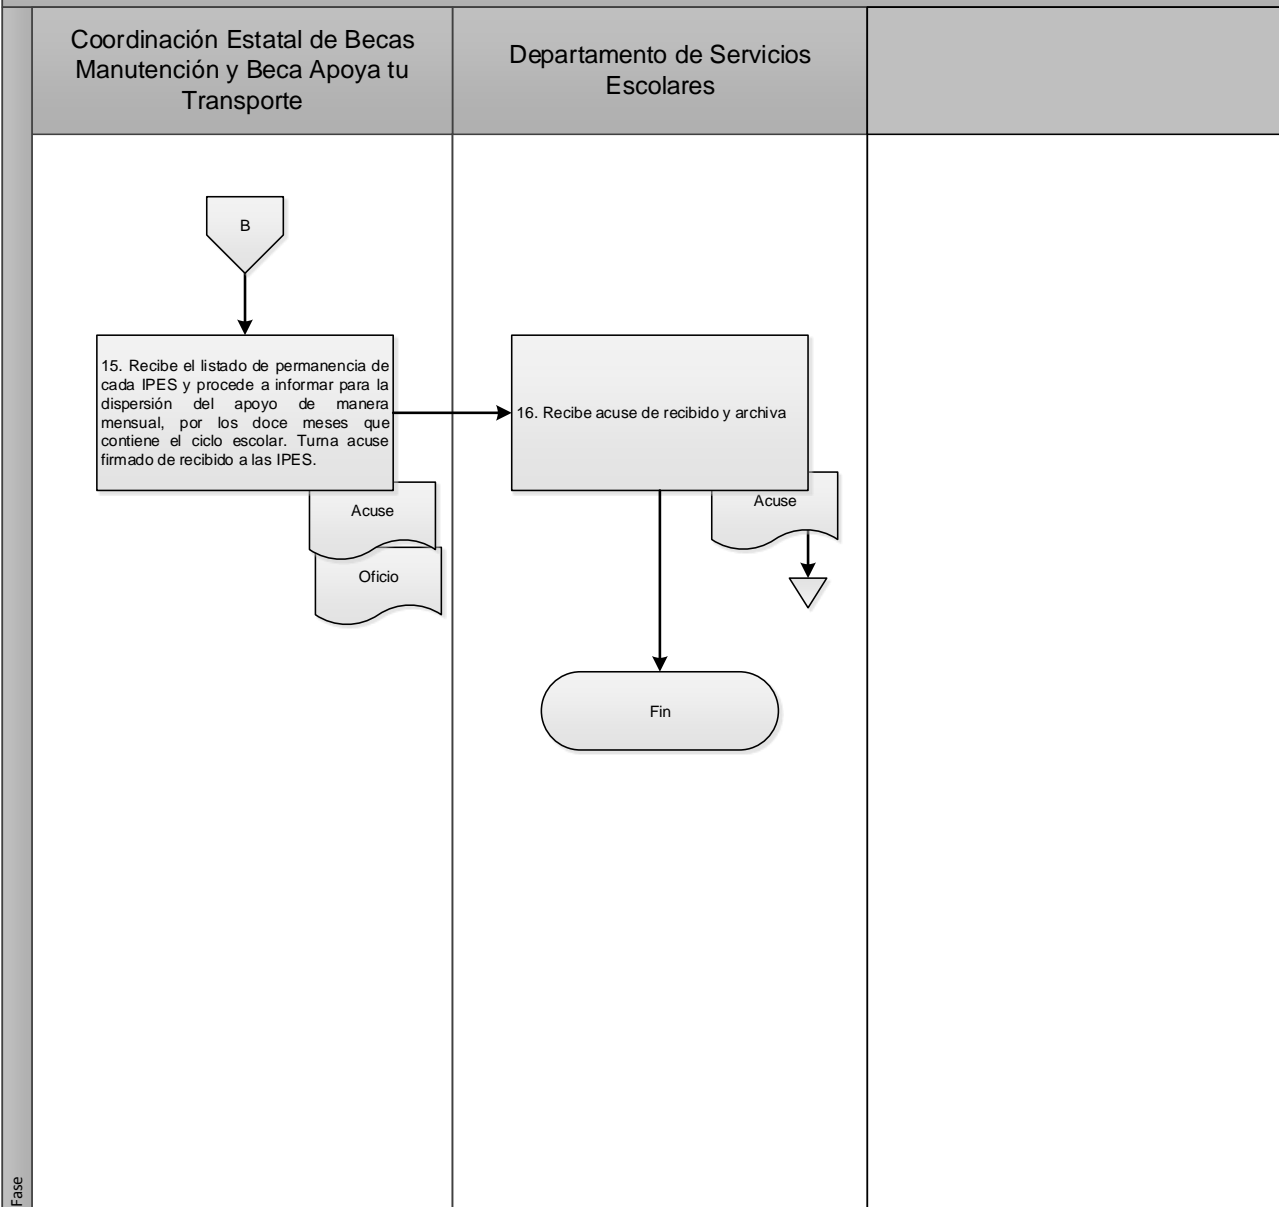 Coordinación Estatal de Becas
Manutención y Beca Apoya tu
Transporte
Departamento de Servicios
Escolares
B
15. Recibe el listado de permanencia de
cada IPES y procede a informar para la
dispersión del apoyo de manera
mensual, por los doce meses que
contiene el ciclo escolar. Turna acuse
firmado de recibido a las IPES.
16. Recibe acuse de recibido y archiva
Acuse
Acuse
Oficio
Fin
Fase